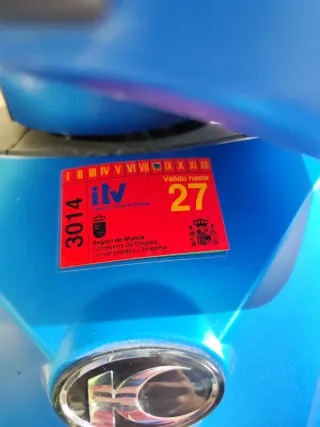 I II III IV V VI VII IX X XI XII
itv
Válido hasta
27
3014
Región de Murcia
Consejería de Empleo,
Universidades y Empresa